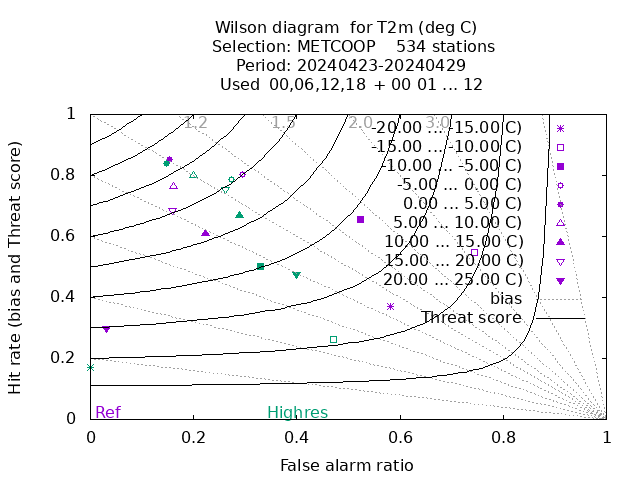 Wilson diagram  for T2m (deg C)
Selection: METCOOP    534 stations
Period: 20240423-20240429
Used  00,06,12,18  + 00 01 ... 12
1
0.8
0.6
0.4
0.2
0
Hit rate (bias and Threat score)
1.2
1.5
2.0
3.0
-20.00 ... -15.00 C)
-15.00 ... -10.00 C)
-10.00 ... -5.00 C)
-5.00 ... 0.00 C)
0.00 ... 5.00 C)
5.00 ... 10.00 C)
10.00 ... 15.00 C)
15.00 ... 20.00 C)
20.00 ... 25.00 C)
bias
Threat score
Ref
Highres
0 0.2 0.4 0.6 0.8 1
False alarm ratio